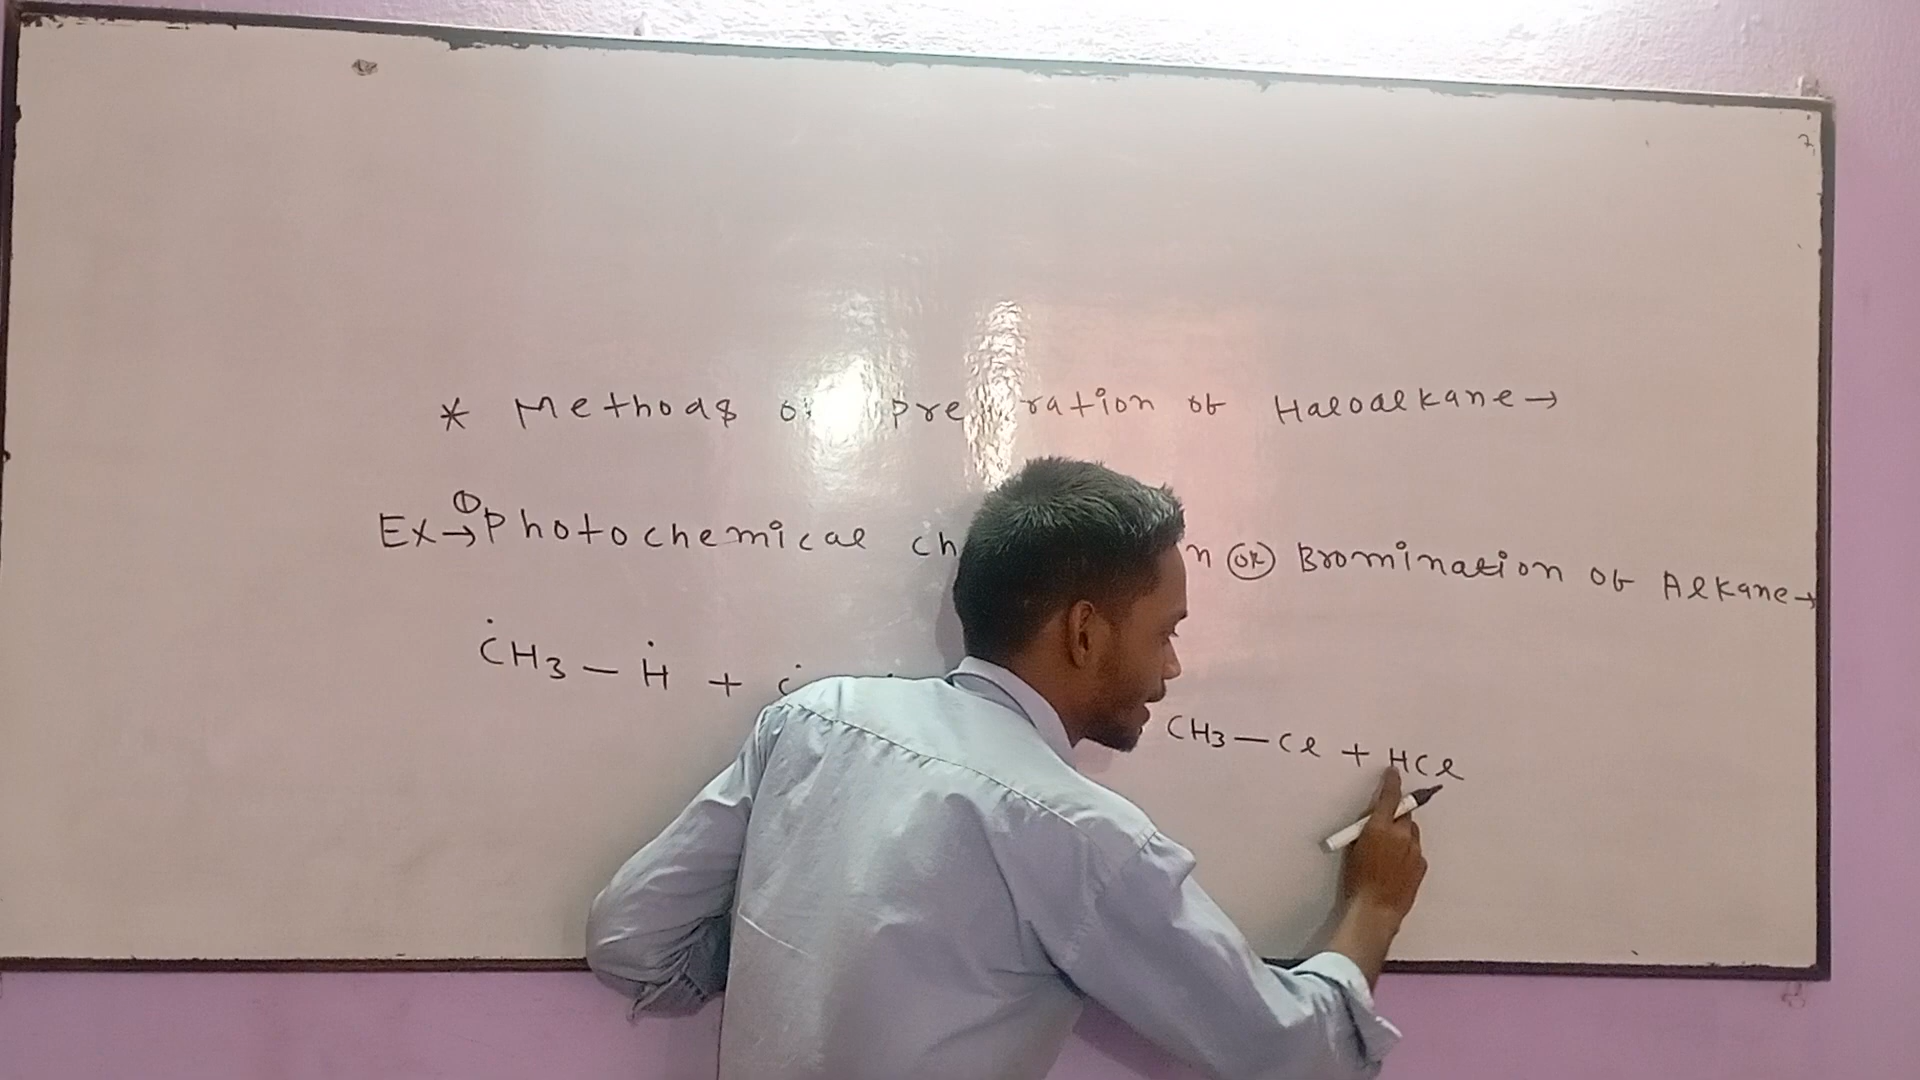 * Methods of preparation of Haloalkane →
Ex → ① Photochemical ch n OR Bromination of Alkane →
CH3 – H + CH3 – Cl + HCl